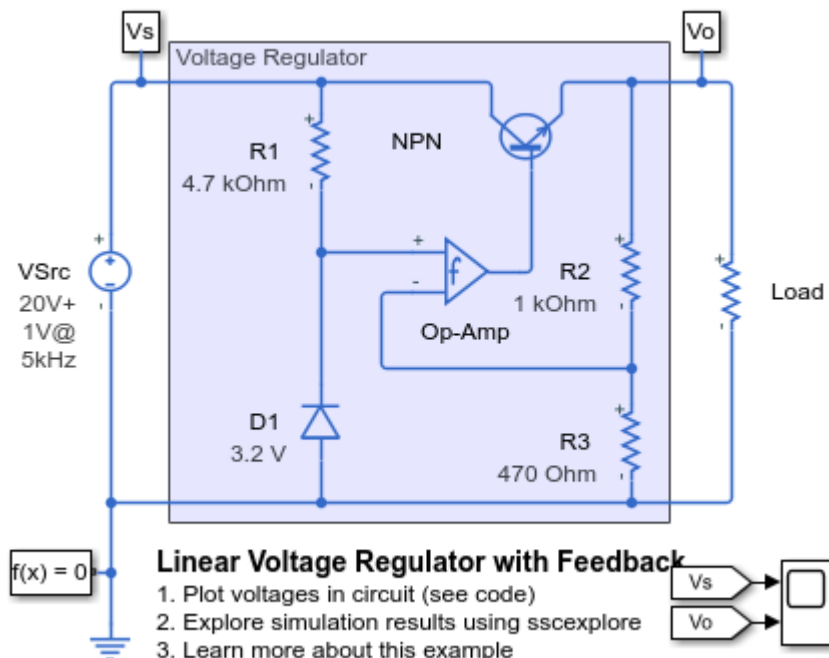 Vs
Vo
Voltage Regulator
+
R1
4.7 kOhm
-
NPN
+
VSrc
-
20V+
1V@
5kHz
+
-
Op-Amp
+
R2
1 kOhm
-
+
Load
-
D1
3.2 V
+
R3
470 Ohm
-
f(x) = 0
Linear Voltage Regulator with Feedback
1. Plot voltages in circuit (see code)
2. Explore simulation results using sscexplore
3. Learn more about this example
Vs
Vo